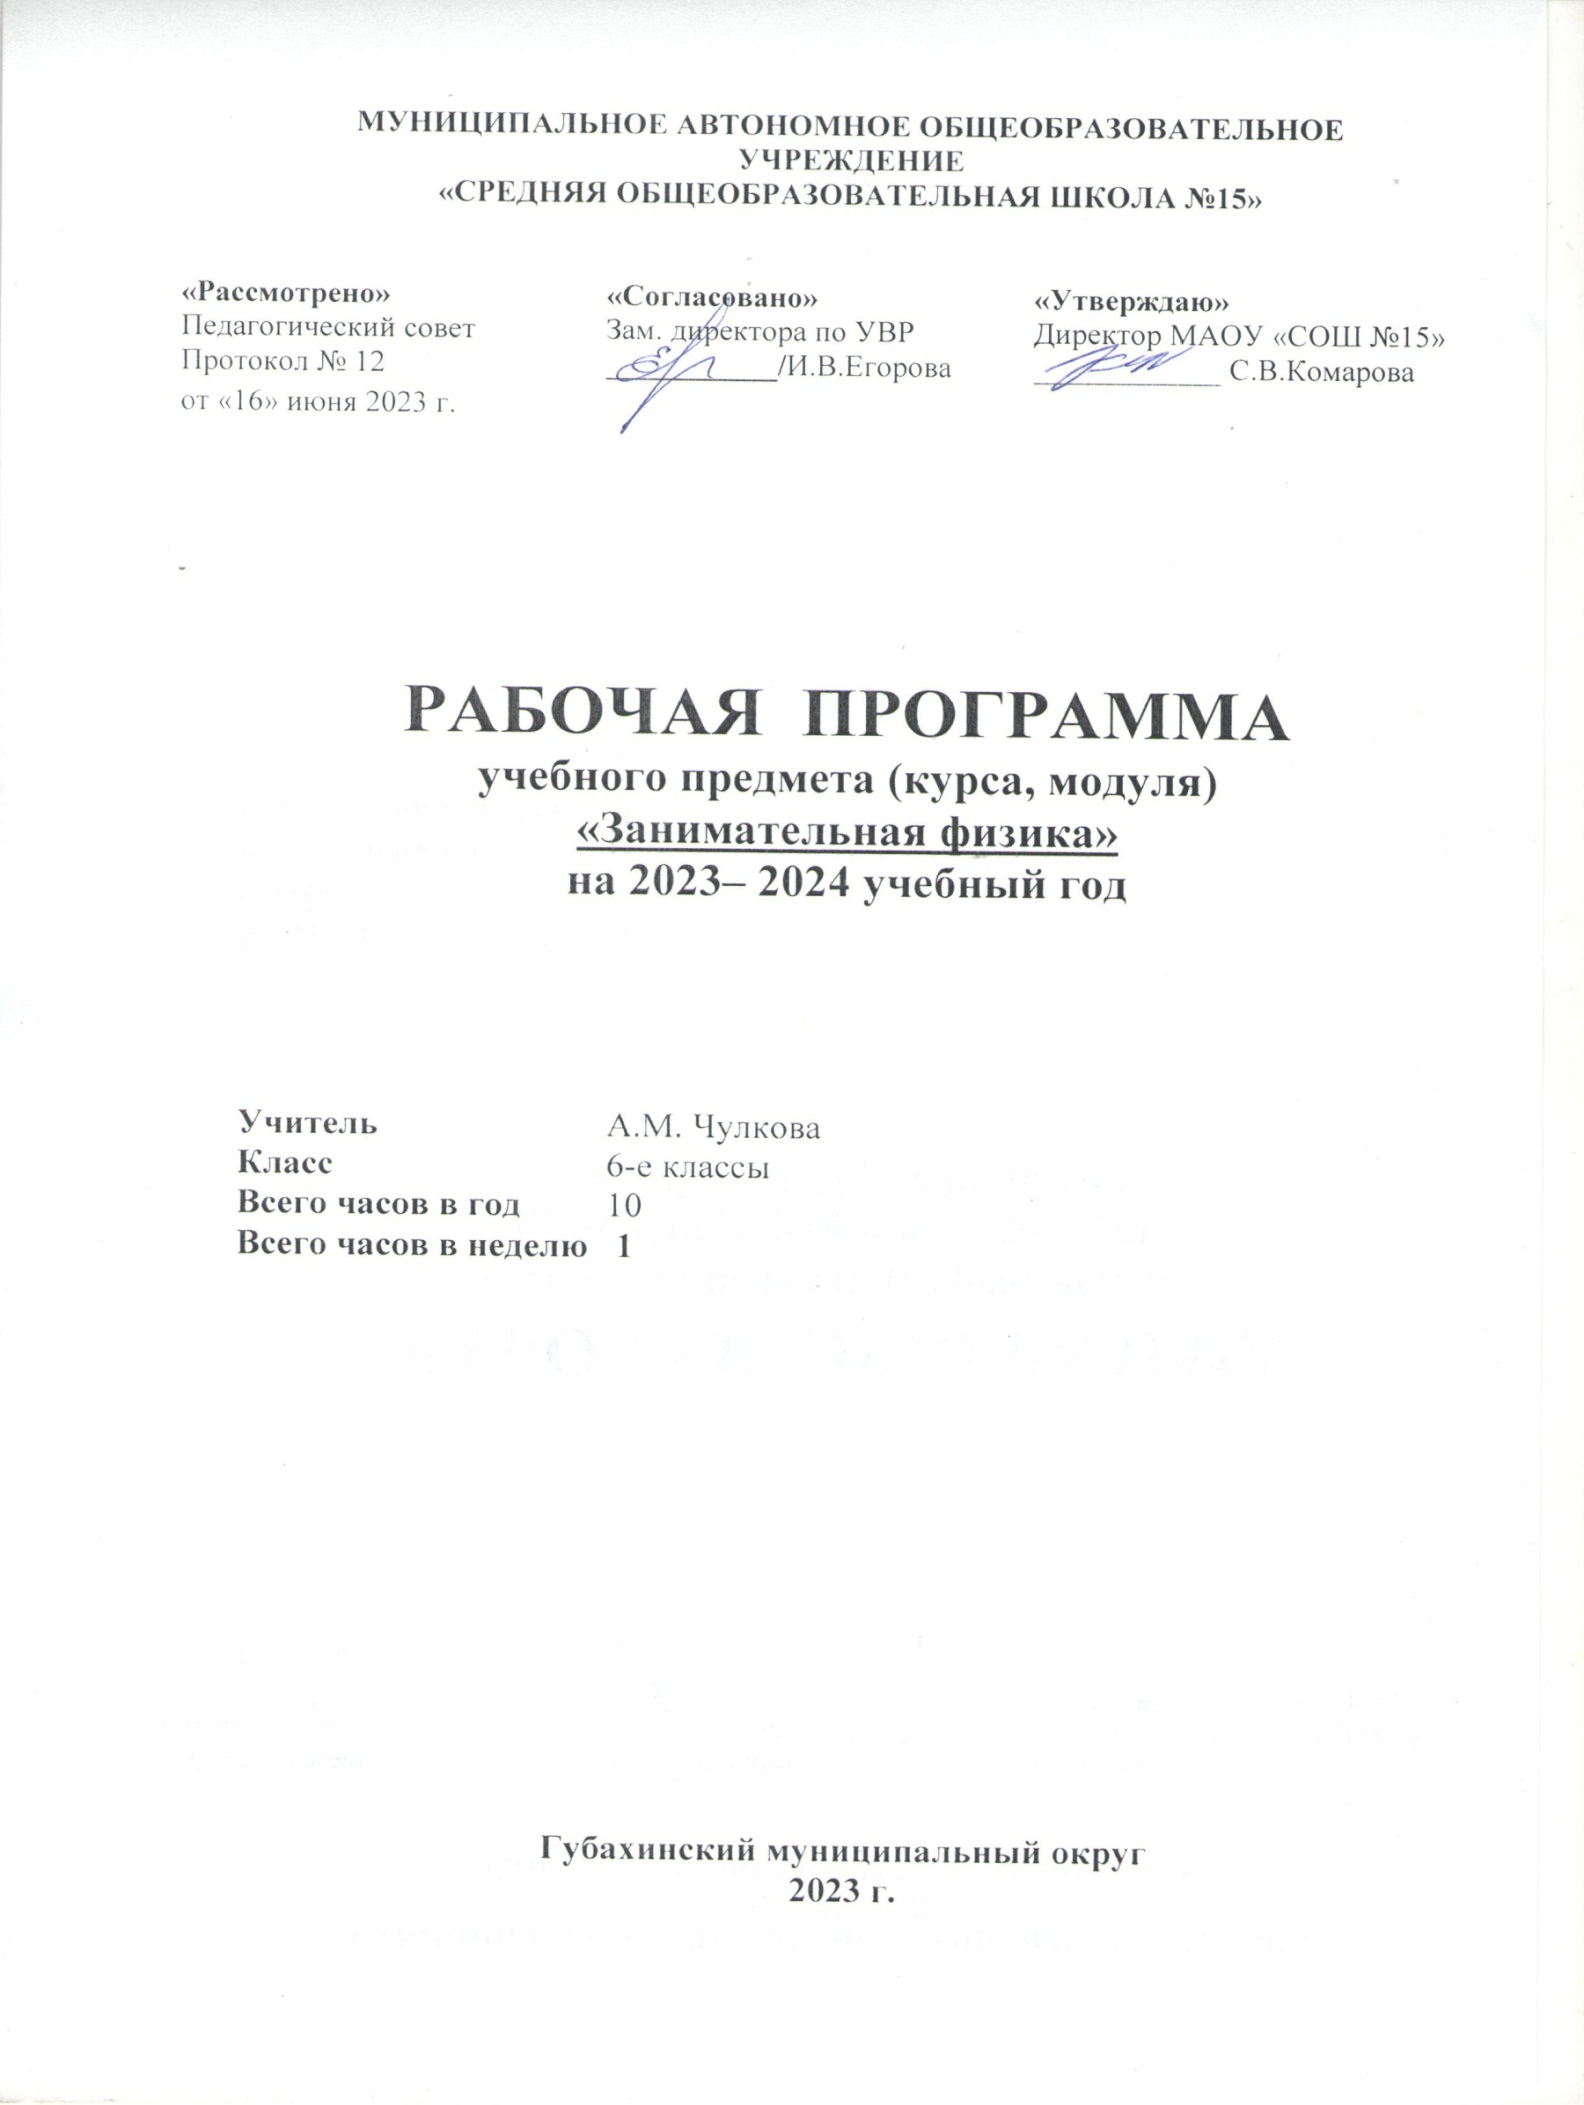 МУНИЦИПАЛЬНОЕ АВТОНОМНОЕ ОБЩЕОБРАЗОВАТЕЛЬНОЕ
УЧРЕЖДЕНИЕ
«СРЕДНЯЯ ОБЩЕОБРАЗОВАТЕЛЬНАЯ ШКОЛА №15»
«Рассмотрено»
Педагогический совет
Протокол № 12
от «16» июня 2023 г.
«Согласовано»
Зам. директора по УВР
___________/И.В.Егорова
«Утверждаю»
Директор МАОУ «СОШ №15»
____________ С.В.Комарова
РАБОЧАЯ ПРОГРАММА
учебного предмета (курса, модуля)
«Занимательная физика»
на 2023– 2024 учебный год
Учитель А.М. Чулкова
Класс 6-е классы
Всего часов в год 10
Всего часов в неделю 1
Губахинский муниципальный округ
2023 г.